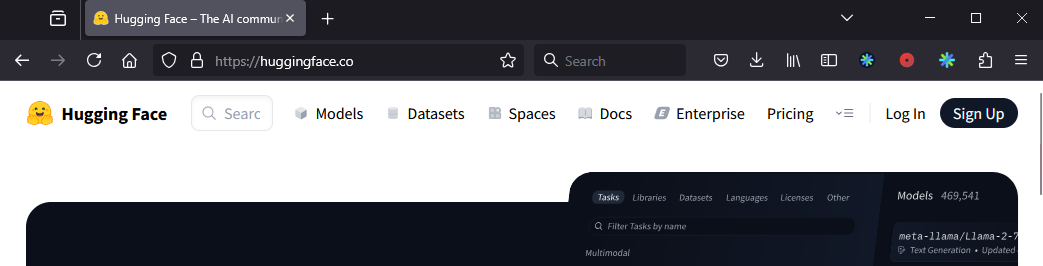 Hugging Face – The AI commun
https://huggingface.co
Search
Hugging Face
Searc
Models
Datasets
Spaces
Docs
Enterprise
Pricing
Log In
Sign Up
Tasks
Libraries
Datasets
Languages
Licenses
Other
Filter Tasks by name
Multimodal
Models 469,541
meta-llama/Llama-2-7
Text Generation • Updated